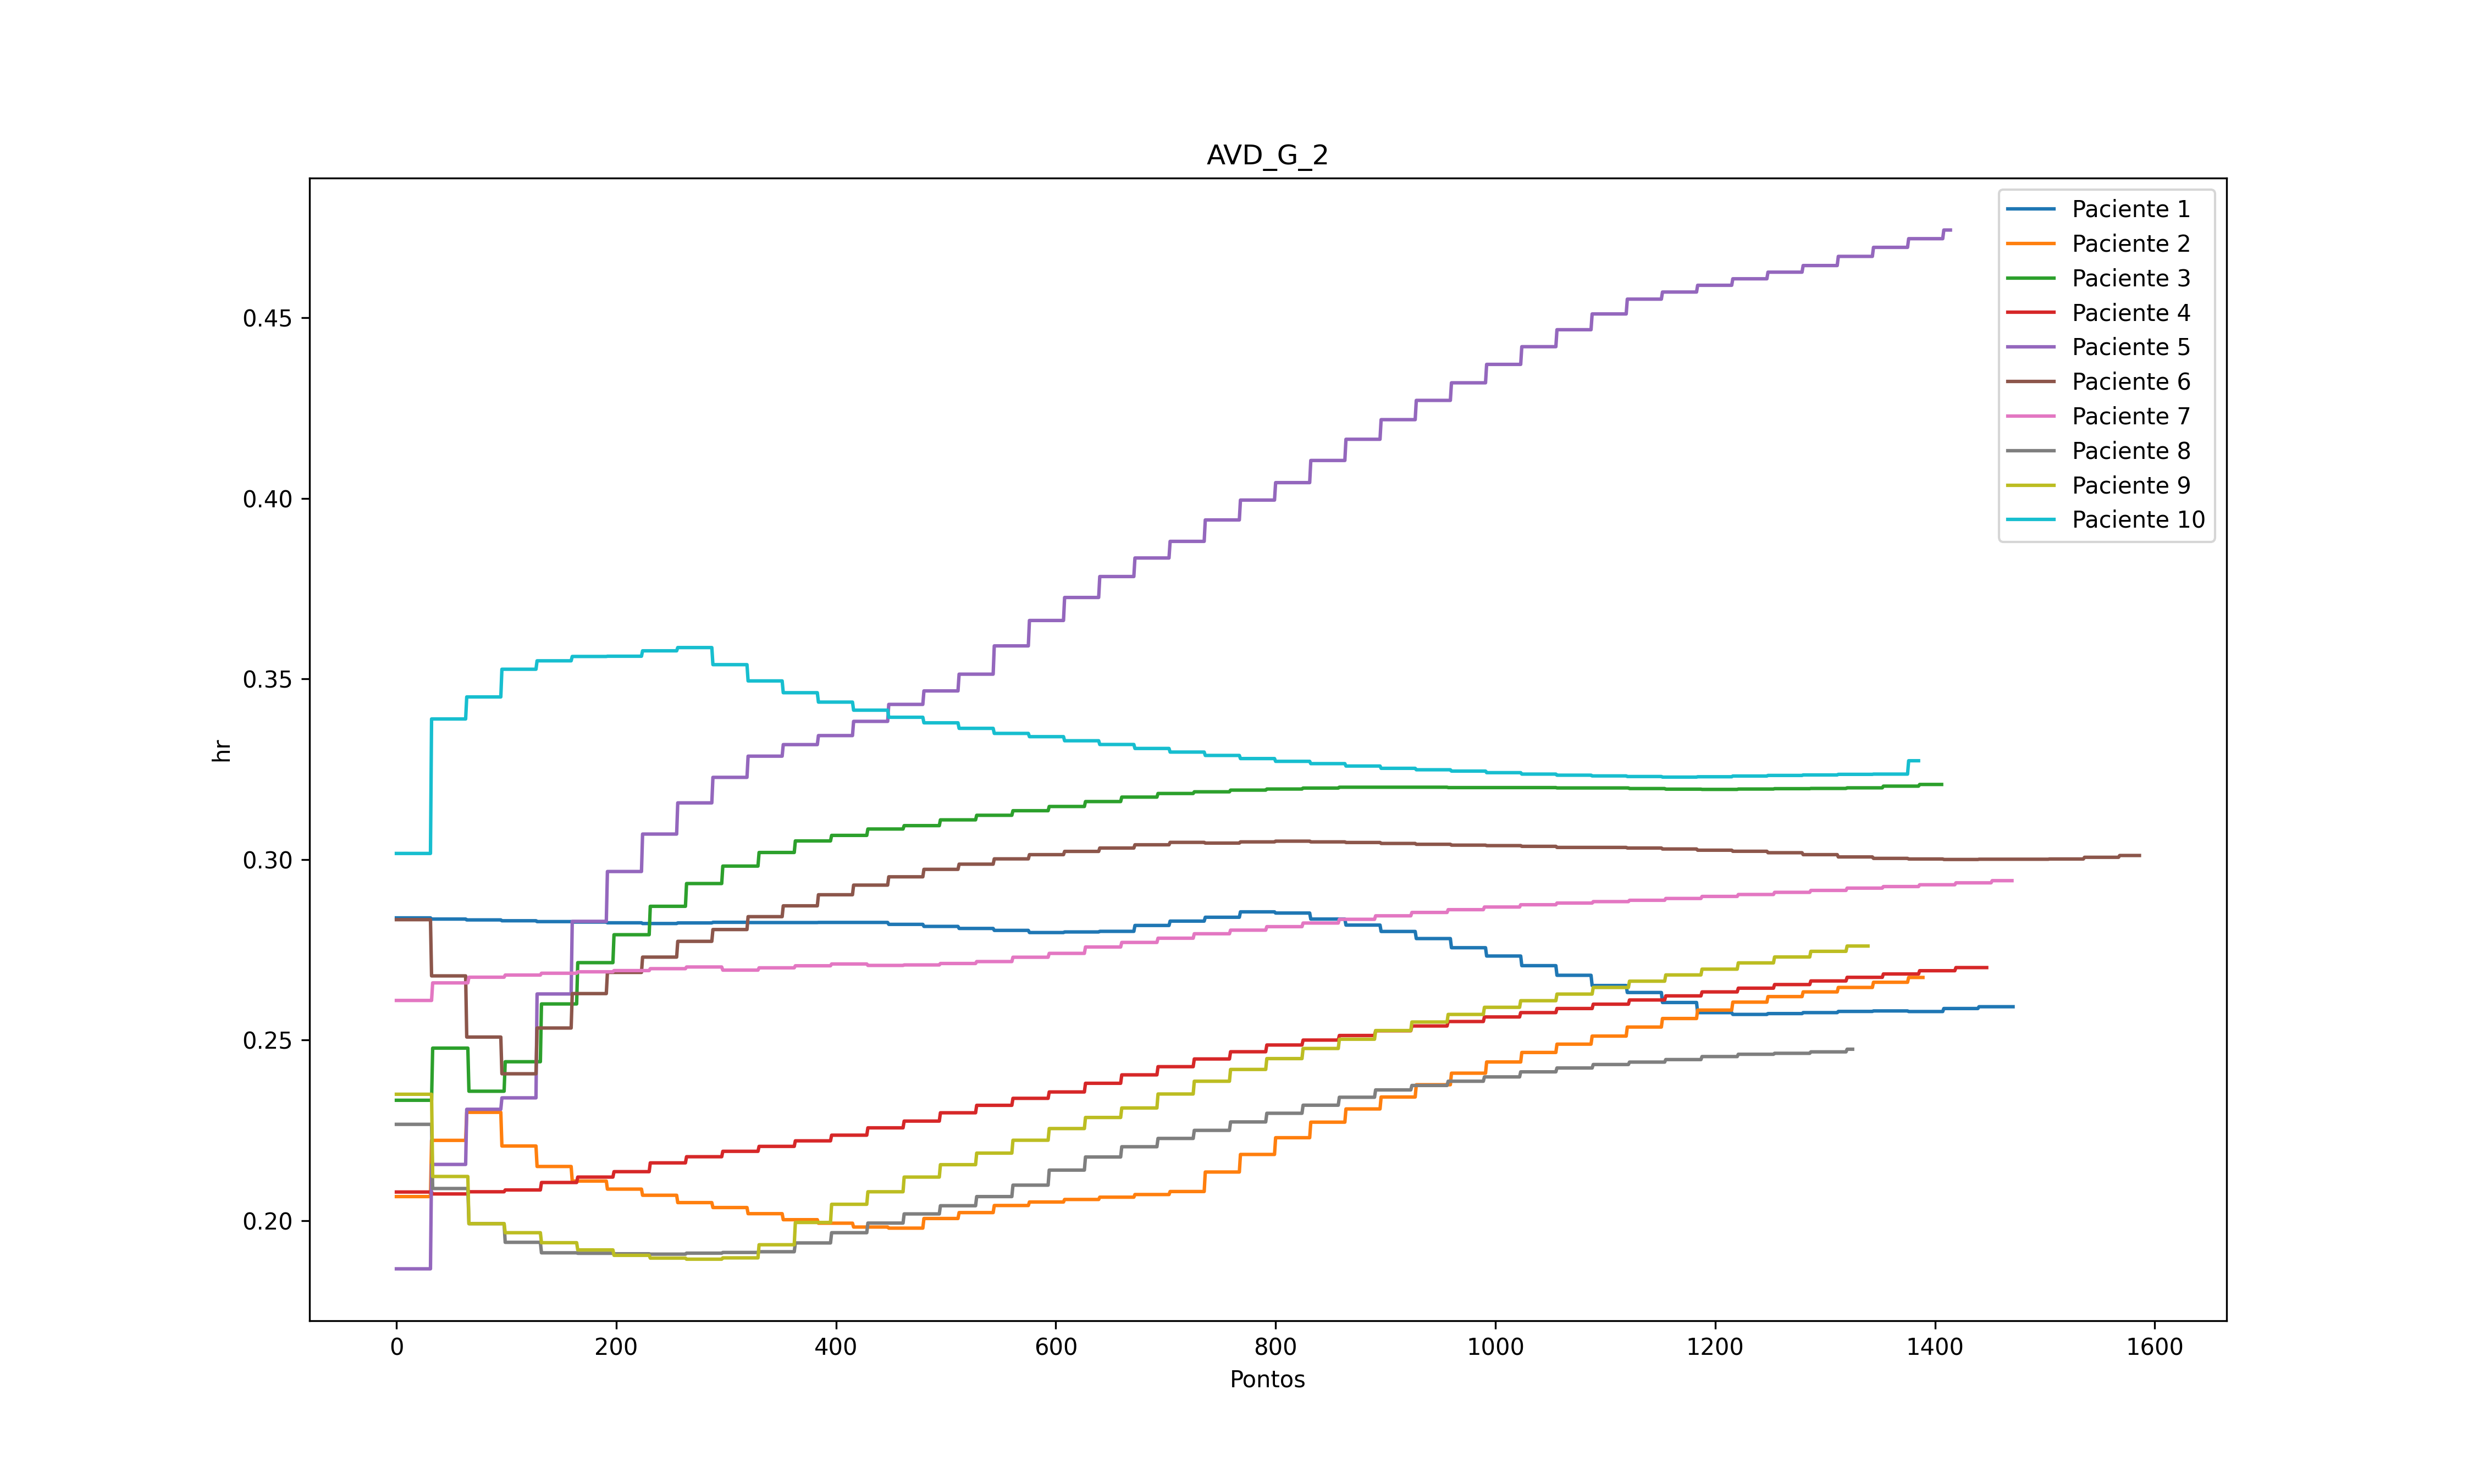 AVD_G_2
Paciente 1
Paciente 2
Paciente 3
Paciente 4
Paciente 5
Paciente 6
Paciente 7
Paciente 8
Paciente 9
Paciente 10
0.45
0.40
0.35
0.30
0.25
0.20
hr
0 200 400 600 800 1000 1200 1400 1600
Pontos